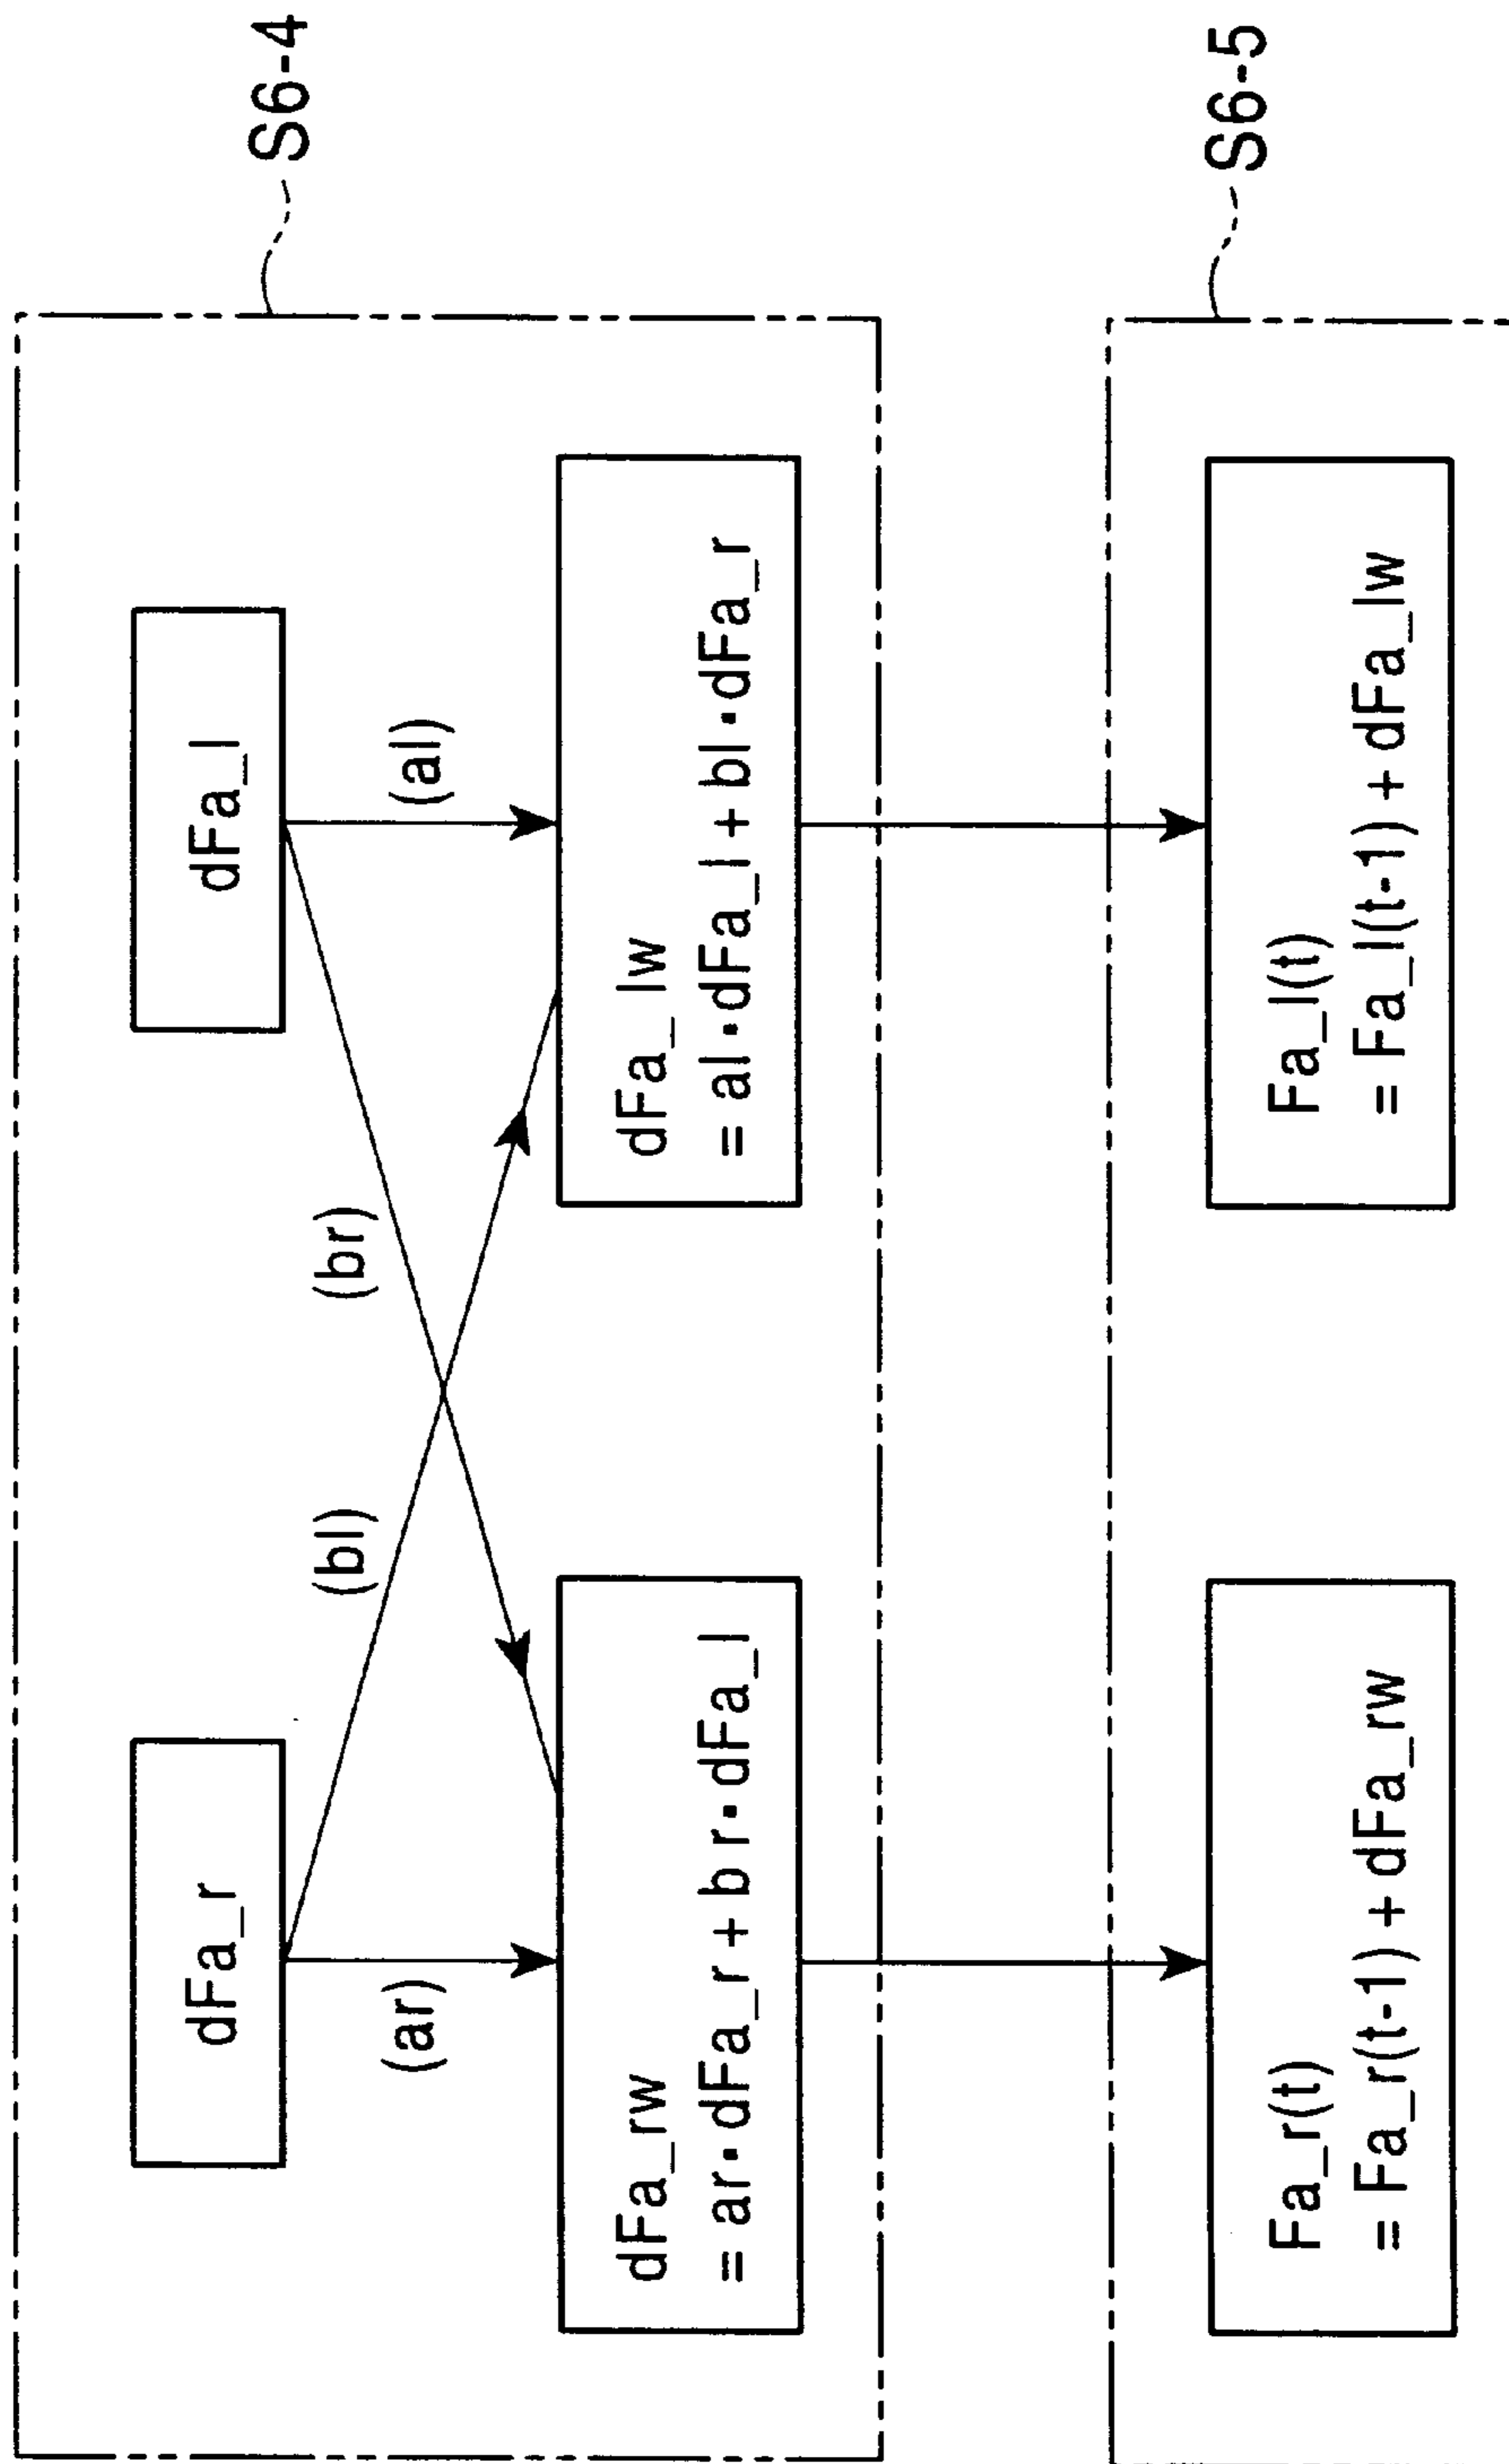 S6-4
dFa_r
dFa_l
(bl)
(br)
(ar)
(al)
dFa_rw
= ar·dFa_r + br·dFa_l
dFa_lw
= al·dFa_l + bl·dFa_r
S6-5
Fa_r(t)
= Fa_r(t-1) + dFa_rw
Fa_l(t)
= Fa_l(t-1) + dFa_lw